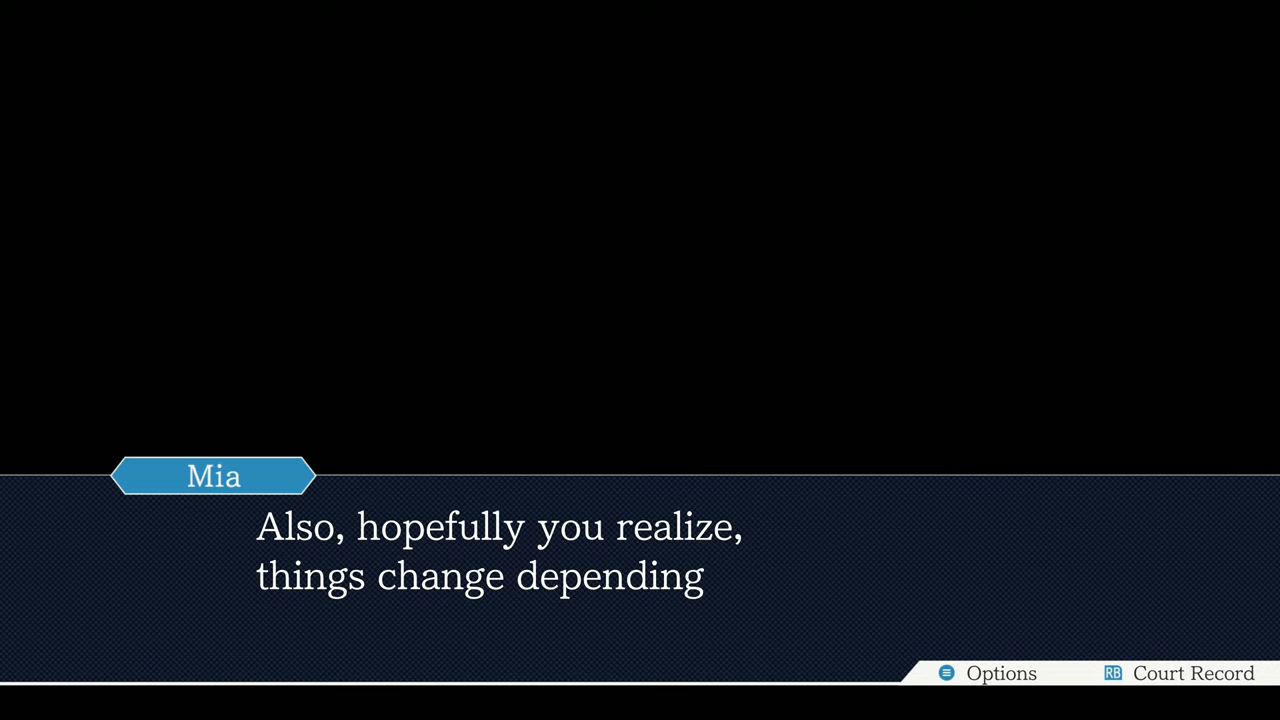 Mia
Also, hopefully you realize,
things change depending
Options
RB Court Record